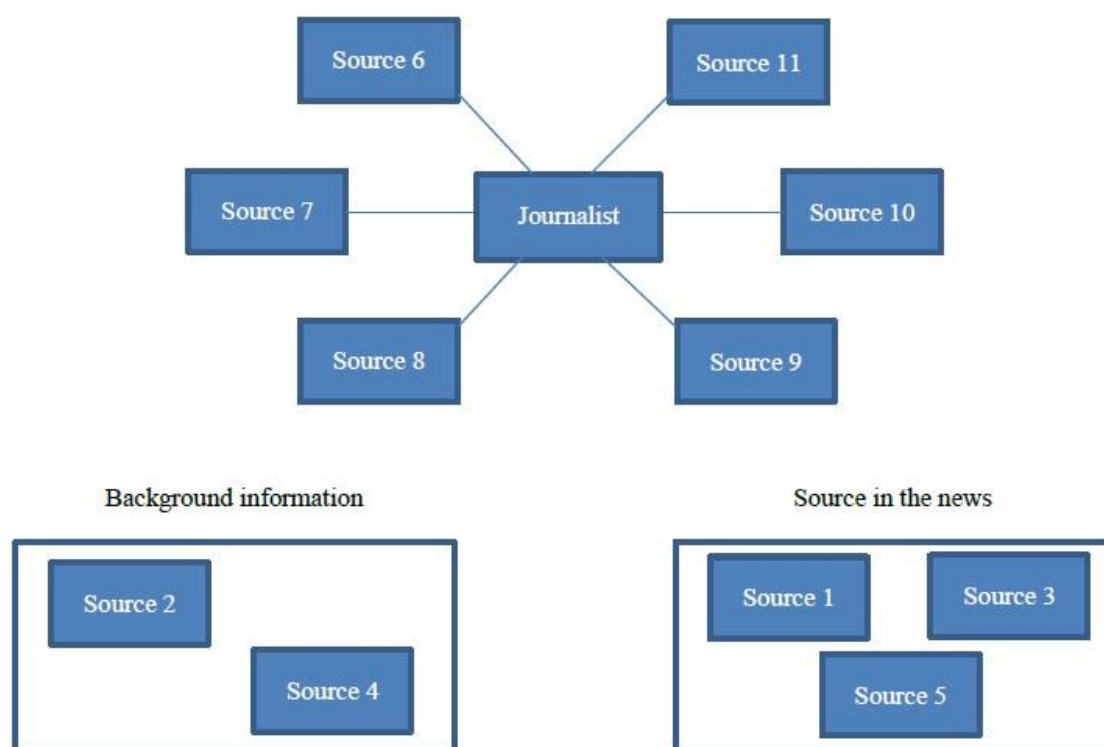 Source 6
Source 11
Source 7
Journalist
Source 10
Source 8
Source 9
Background information
Source in the news
Source 2
Source 1
Source 3
Source 4
Source 5